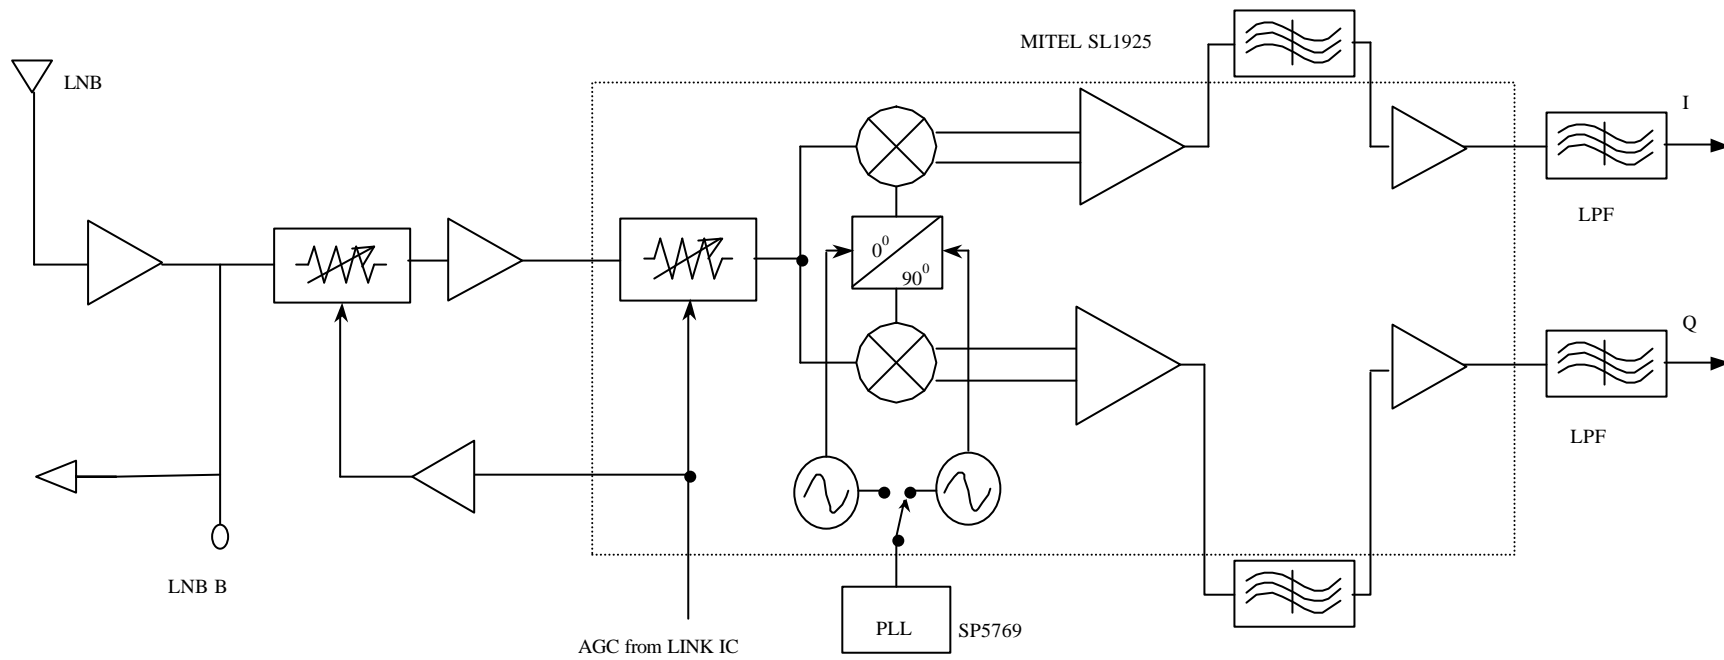 MITEL SL1925
LNB
I
LPF
0⁰
90⁰
Q
LPF
LNB B
PLL
SP5769
AGC from LINK IC